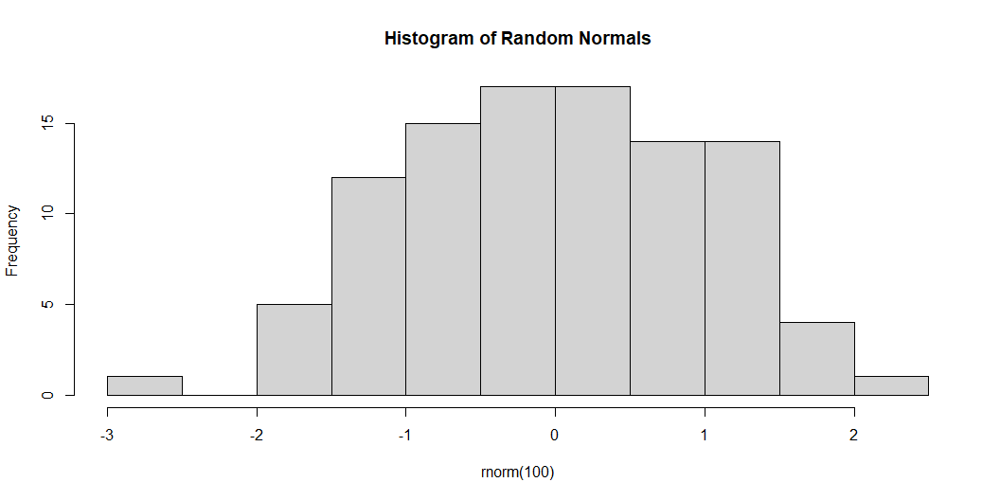 Histogram of Random Normals
Frequency
15
10
5
0
-3 -2 -1 0 1 2
rnorm(100)